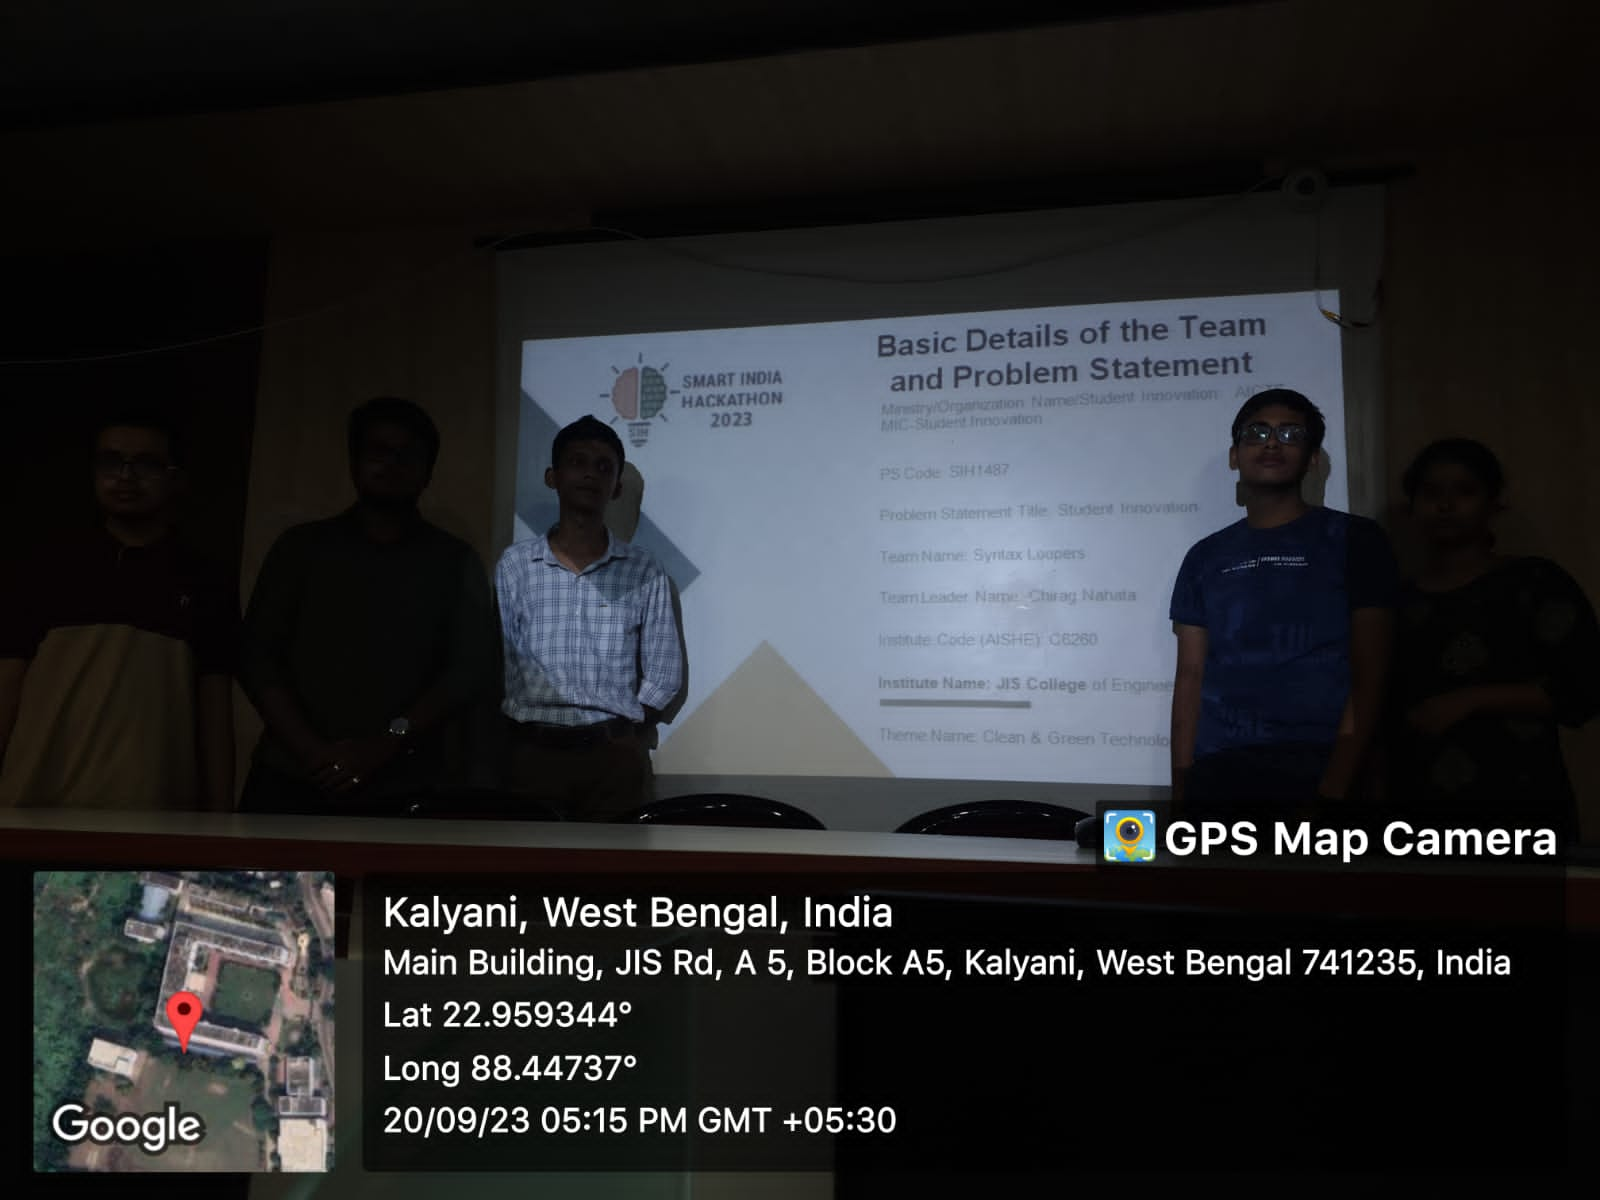 SMART INDIA
HACKATHON
2023
SIH
Basic Details of the Team
and Problem Statement
Ministry/Organization Name/Student Innovation: AICTE
MIC-Student Innovation
PS Code: SIH1487
Problem Statement Title: Student Innovation
Team Name: Syntax Loopers
Team Leader Name: Chirag Nahata
Institute Code (AISHE): C6260
Institute Name: JIS College of Enginee
Theme Name: Clean & Green Technolo
GPS Map Camera
Kalyani, West Bengal, India
Main Building, JIS Rd, A 5, Block A5, Kalyani, West Bengal 741235, India
Lat 22.959344°
Long 88.44737°
20/09/23 05:15 PM GMT +05:30
Google